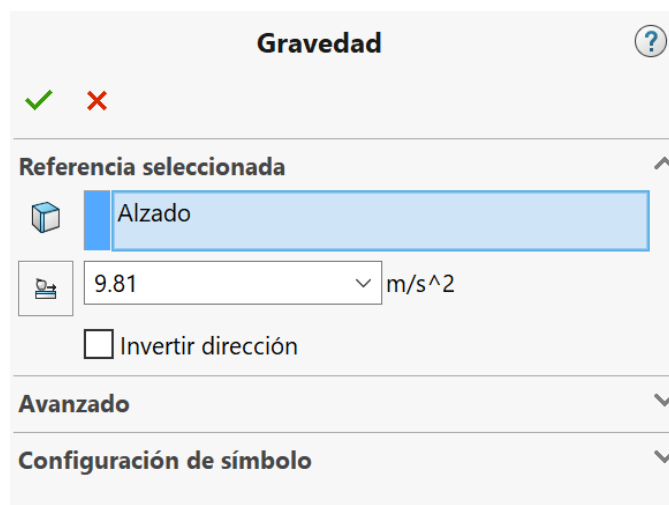 Gravedad
?
Referencia seleccionada
Alzado
9.81 m/s^2
Invertir dirección
Avanzado
Configuración de símbolo